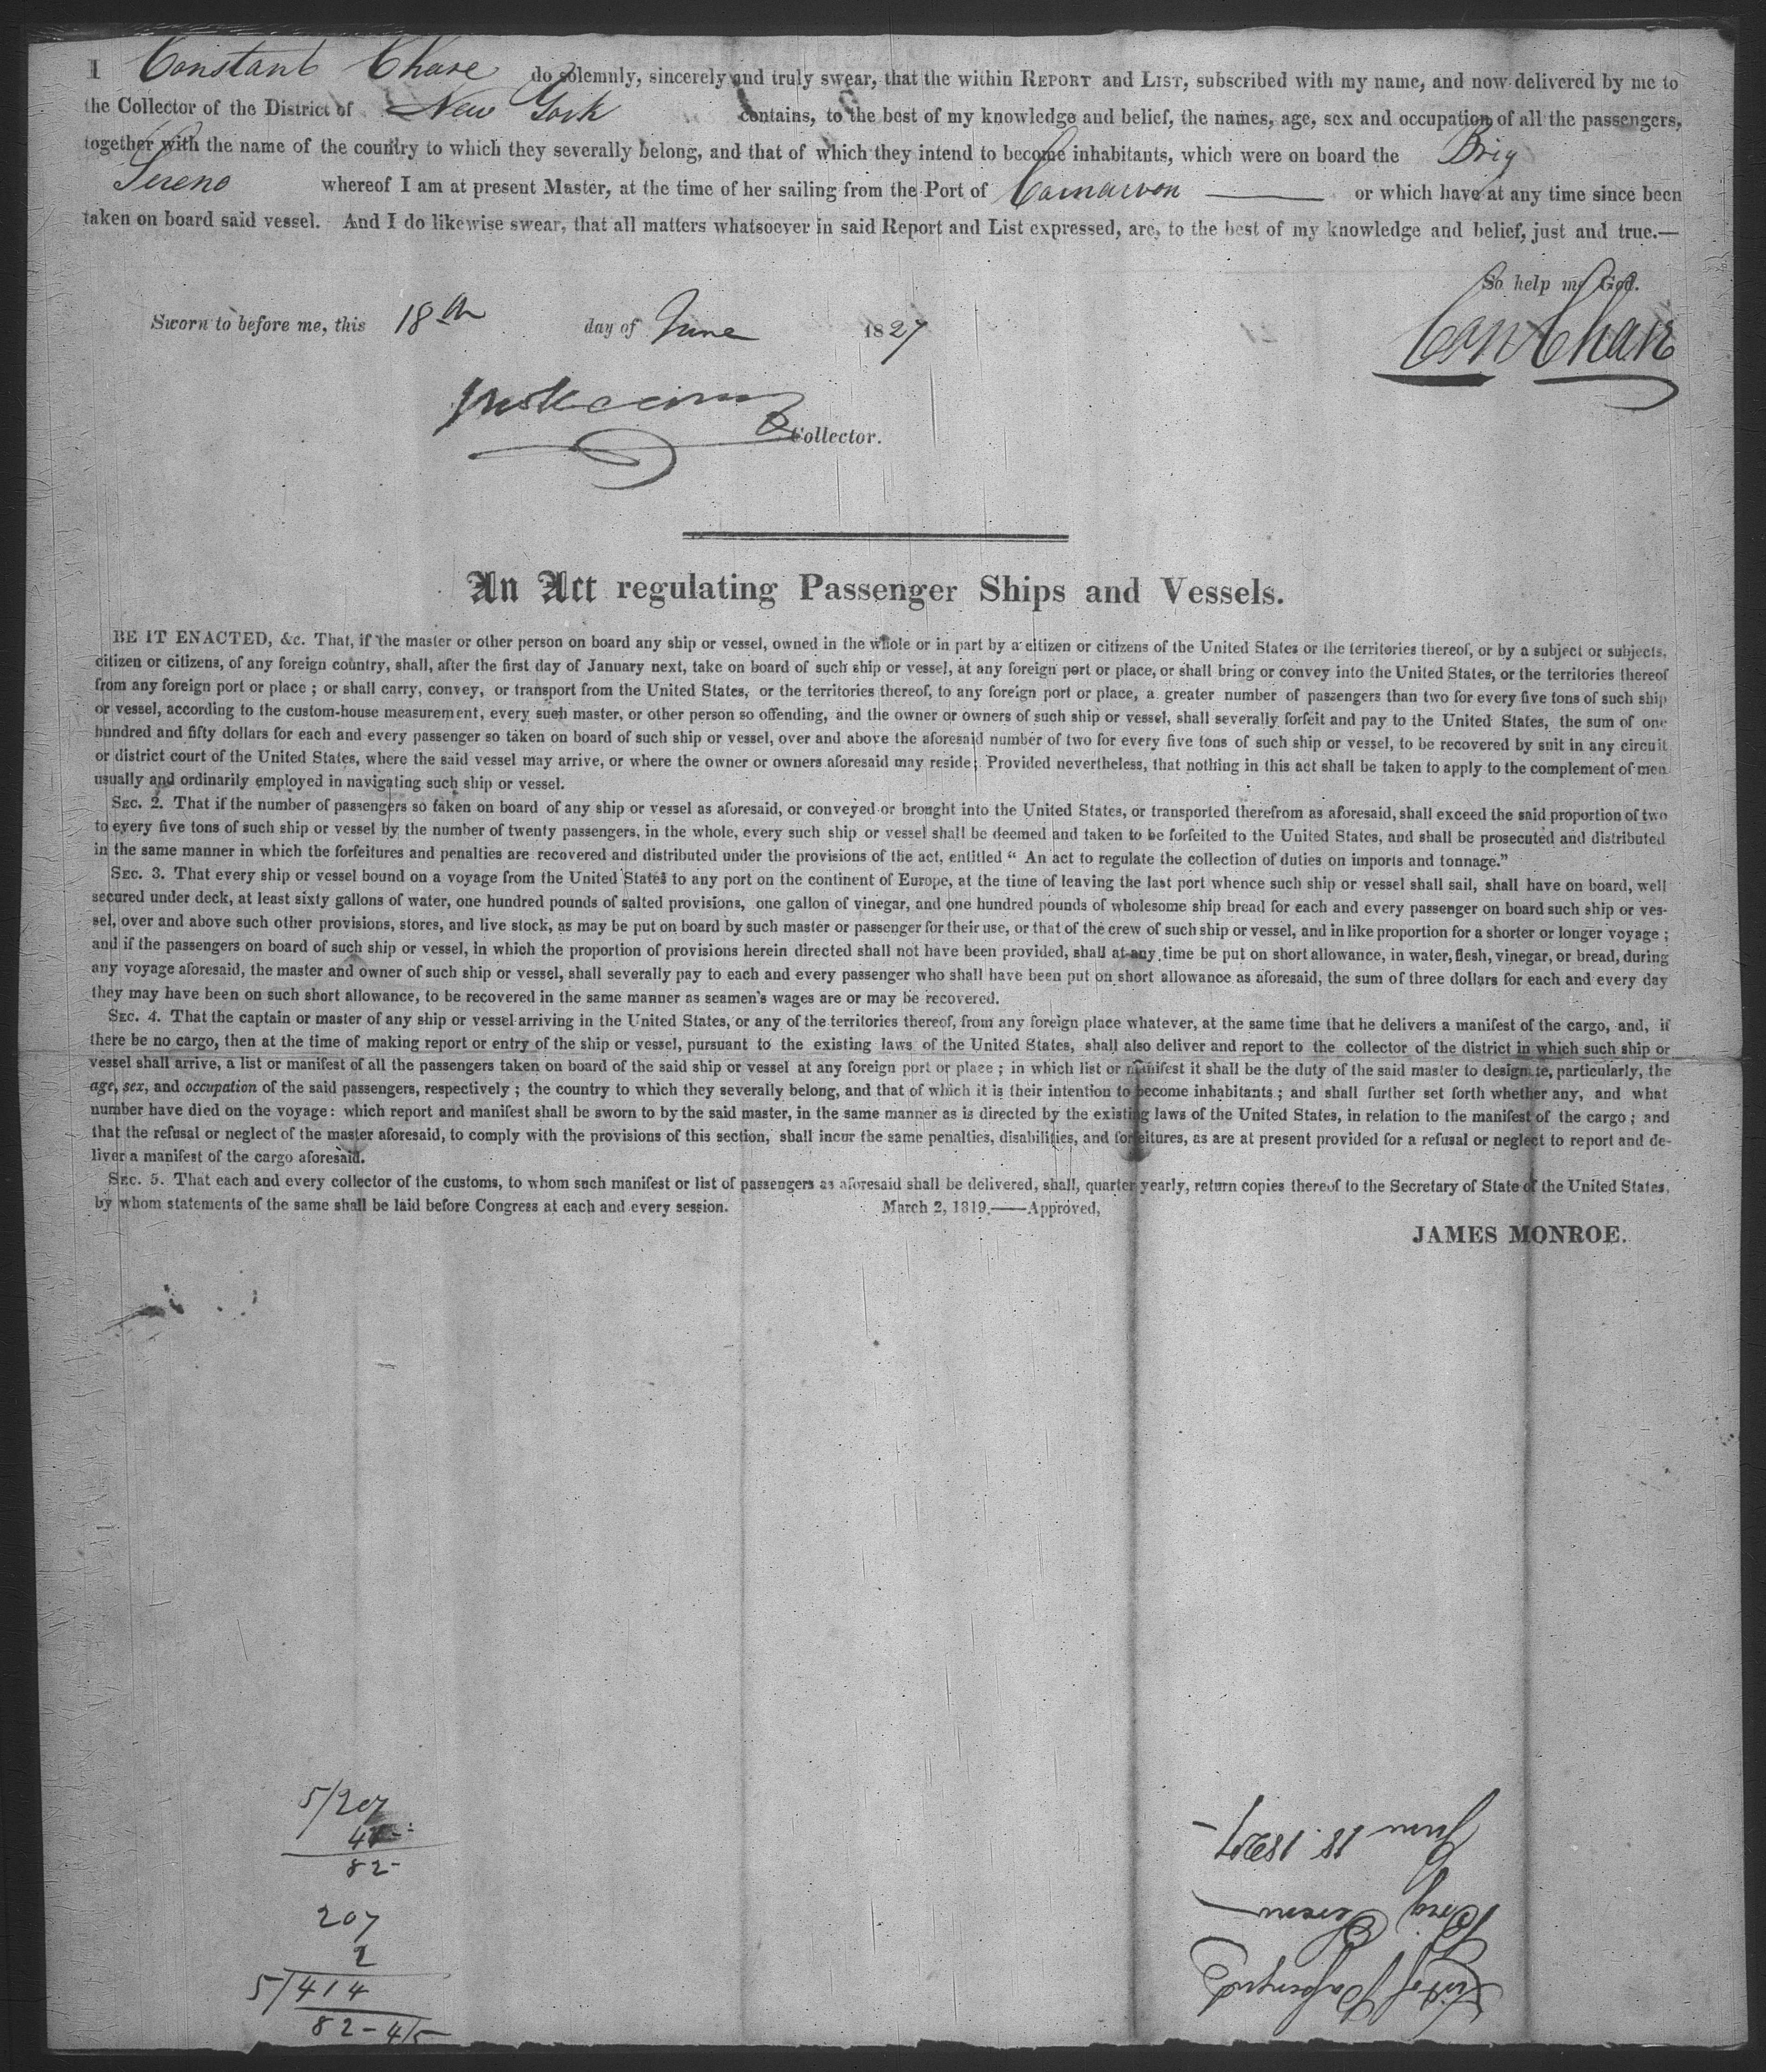 I Constant Chase do solemnly, sincerely and truly swear, that the within REPORT and LIST, subscribed with my name, and now delivered by me to
the Collector of the District of New York contains, to the best of my knowledge and belief, the names, age, sex and occupation of all the passengers,
together with the name of the country to which they severally belong, and that of which they intend to become inhabitants, which were on board the Brig
Sereno whereof I am at present Master, at the time of her sailing from the Port of Carnarvon —— or which have at any time since been
taken on board said vessel. And I do likewise swear, that all matters whatsoever in said Report and List expressed, are, to the best of my knowledge and belief, just and true.—
So help me God.
Sworn to before me, this 18th day of June 1827
Con Chase
Collector.
An Act regulating Passenger Ships and Vessels.
BE IT ENACTED, &c. That, if the master or other person on board any ship or vessel, owned in the whole or in part by a citizen or citizens of the United States or the territories thereof, or by a subject or subjects,
citizen or citizens, of any foreign country, shall, after the first day of January next, take on board of such ship or vessel, at any foreign port or place, or shall bring or convey into the United States, or the territories thereof
from any foreign port or place ; or shall carry, convey, or transport from the United States, or the territories thereof, to any foreign port or place, a greater number of passengers than two for every five tons of such ship
or vessel, according to the custom-house measurement, every such master, or other person so offending, and the owner or owners of such ship or vessel, shall severally forfeit and pay to the United States, the sum of one
hundred and fifty dollars for each and every passenger so taken on board of such ship or vessel, over and above the aforesaid number of two for every five tons of such ship or vessel, to be recovered by suit in any circuit
or district court of the United States, where the said vessel may arrive, or where the owner or owners aforesaid may reside; Provided nevertheless, that nothing in this act shall be taken to apply to the complement of men
usually and ordinarily employed in navigating such ship or vessel.
SEC. 2. That if the number of passengers so taken on board of any ship or vessel as aforesaid, or conveyed or brought into the United States, or transported therefrom as aforesaid, shall exceed the said proportion of two
to every five tons of such ship or vessel by the number of twenty passengers, in the whole, every such ship or vessel shall be deemed and taken to be forfeited to the United States, and shall be prosecuted and distributed
in the same manner in which the forfeitures and penalties are recovered and distributed under the provisions of the act, entitled “ An act to regulate the collection of duties on imports and tonnage.”
SEC. 3. That every ship or vessel bound on a voyage from the United States to any port on the continent of Europe, at the time of leaving the last port whence such ship or vessel shall sail, shall have on board, well
secured under deck, at least sixty gallons of water, one hundred pounds of salted provisions, one gallon of vinegar, and one hundred pounds of wholesome ship bread for each and every passenger on board such ship or ves-
sel, over and above such other provisions, stores, and live stock, as may be put on board by such master or passenger for their use, or that of the crew of such ship or vessel, and in like proportion for a shorter or longer voyage ;
and if the passengers on board of such ship or vessel, in which the proportion of provisions herein directed shall not have been provided, shall at any time be put on short allowance, in water, flesh, vinegar, or bread, during
any voyage aforesaid, the master and owner of such ship or vessel, shall severally pay to each and every passenger who shall have been put on short allowance as aforesaid, the sum of three dollars for each and every day
they may have been on such short allowance, to be recovered in the same manner as seamen's wages are or may be recovered.
SEC. 4. That the captain or master of any ship or vessel arriving in the United States, or any of the territories thereof, from any foreign place whatever, at the same time that he delivers a manifest of the cargo, and, if
there be no cargo, then at the time of making report or entry of the ship or vessel, pursuant to the existing laws of the United States, shall also deliver and report to the collector of the district in which such ship or
vessel shall arrive, a list or manifest of all the passengers taken on board of the said ship or vessel at any foreign port or place ; in which list or manifest it shall be the duty of the said master to designate, particularly, the
age, sex, and occupation of the said passengers, respectively ; the country to which they severally belong, and that of which it is their intention to become inhabitants ; and shall further set forth whether any, and what
number have died on the voyage: which report and manifest shall be sworn to by the said master, in the same manner as is directed by the existing laws of the United States, in relation to the manifest of the cargo ; and
that the refusal or neglect of the master aforesaid, to comply with the provisions of this section, shall incur the same penalties, disabilities, and forfeitures, as are at present provided for a refusal or neglect to report and de-
liver a manifest of the cargo aforesaid.
SEC. 5. That each and every collector of the customs, to whom such manifest or list of passengers as aforesaid shall be delivered, shall, quarter yearly, return copies thereof to the Secretary of State of the United States,
by whom statements of the same shall be laid before Congress at each and every session. March 2, 1819.——Approved,
JAMES MONROE.
5/207
41
82
207
2
5/414
82-4/5
List of Passengers
Brig Sereno
June 18. 1827